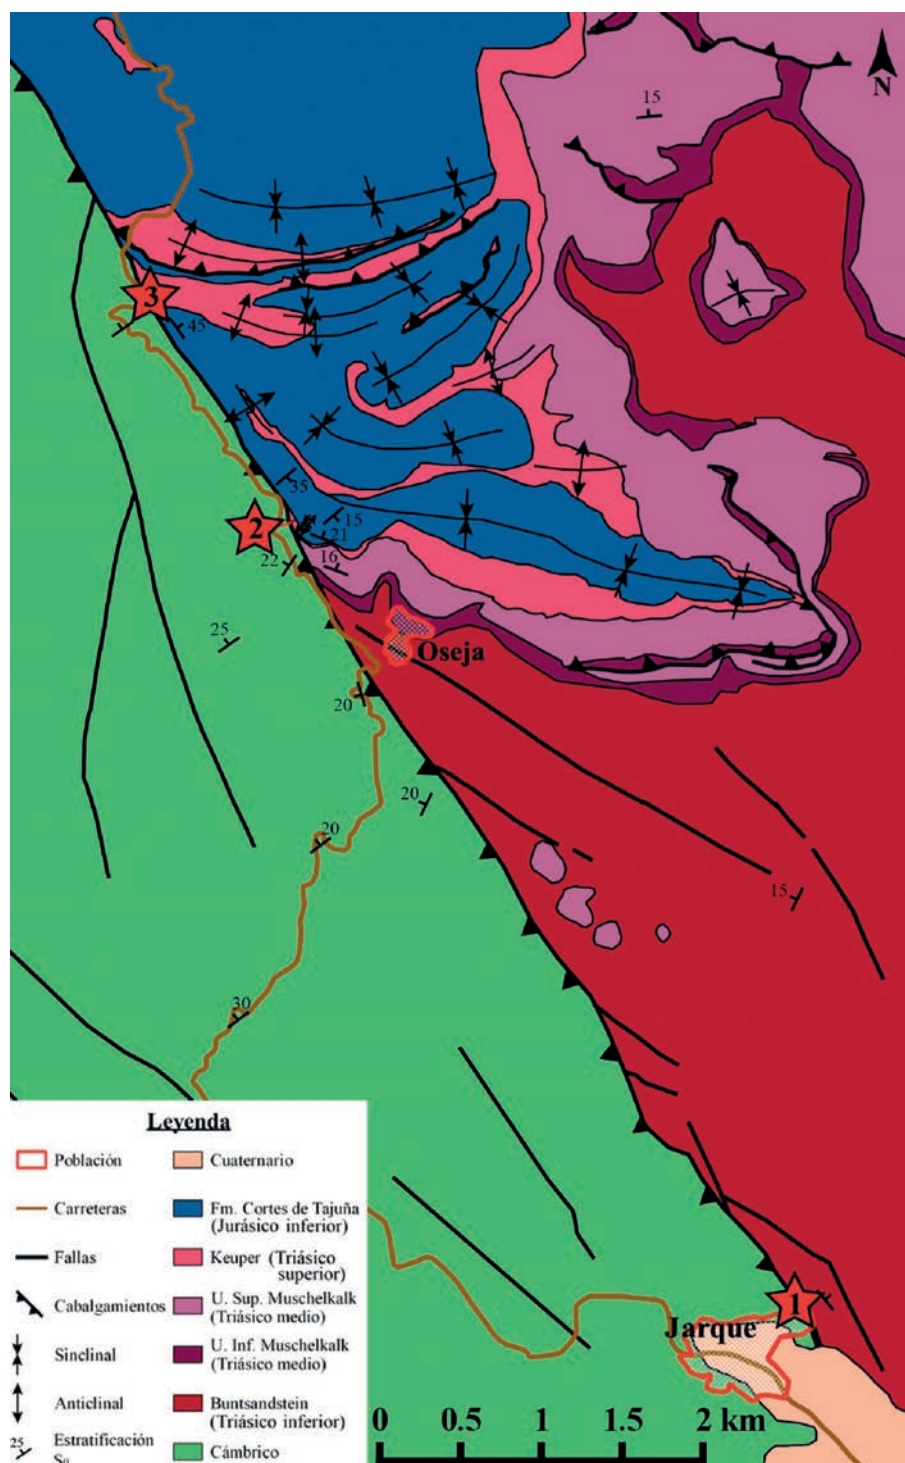 N
15
3
45
35
2
15
21
22
16
25
Oseja
20
20
20
15
30
Leyenda
Población
Cuaternario
Carreteras
Fm. Cortes de Tajuña
(Jurásico inferior)
Fallas
Keuper (Triásico
superior)
Cabalgamientos
U. Sup. Muschelkalk
(Triásico medio)
Sinclinal
U. Inf. Muschelkalk
(Triásico medio)
Anticlinal
Buntsandstein
(Triásico inferior)
25
Estratificación
S₀
Cámbrico
1
Jarque
0 0.5 1 1.5 2 km